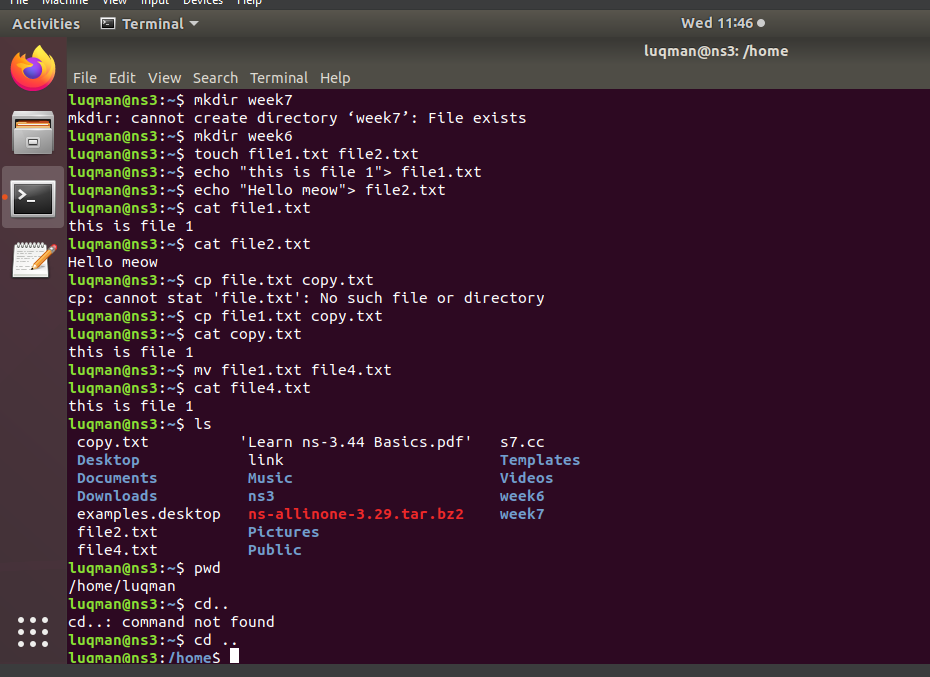 File Machine View Input Devices Help
Activities Terminal Wed 11:46
luqman@ns3: /home
File Edit View Search Terminal Help
luqman@ns3:~$ mkdir week7
mkdir: cannot create directory ‘week7’: File exists
luqman@ns3:~$ mkdir week6
luqman@ns3:~$ touch file1.txt file2.txt
luqman@ns3:~$ echo "this is file 1"> file1.txt
luqman@ns3:~$ echo "Hello meow"> file2.txt
luqman@ns3:~$ cat file1.txt
this is file 1
luqman@ns3:~$ cat file2.txt
Hello meow
luqman@ns3:~$ cp file.txt copy.txt
cp: cannot stat 'file.txt': No such file or directory
luqman@ns3:~$ cp file1.txt copy.txt
luqman@ns3:~$ cat copy.txt
this is file 1
luqman@ns3:~$ mv file1.txt file4.txt
luqman@ns3:~$ cat file4.txt
this is file 1
luqman@ns3:~$ ls
copy.txt 'Learn ns-3.44 Basics.pdf' s7.cc
Desktop link Templates
Documents Music Videos
Downloads ns3 week6
examples.desktop ns-allinone-3.29.tar.bz2 week7
file2.txt Pictures
file4.txt Public
luqman@ns3:~$ pwd
/home/luqman
luqman@ns3:~$ cd..
cd..: command not found
luqman@ns3:~$ cd ..
luqman@ns3:/home$